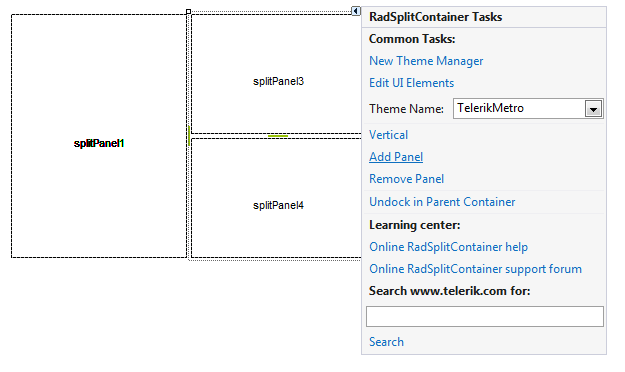 splitPanel1
splitPanel3
splitPanel4
RadSplitContainer Tasks
Common Tasks:
New Theme Manager
Edit UI Elements
Theme Name: TelerikMetro
Vertical
Add Panel
Remove Panel
Undock in Parent Container
Learning center:
Online RadSplitContainer help
Online RadSplitContainer support forum
Search www.telerik.com for:
Search